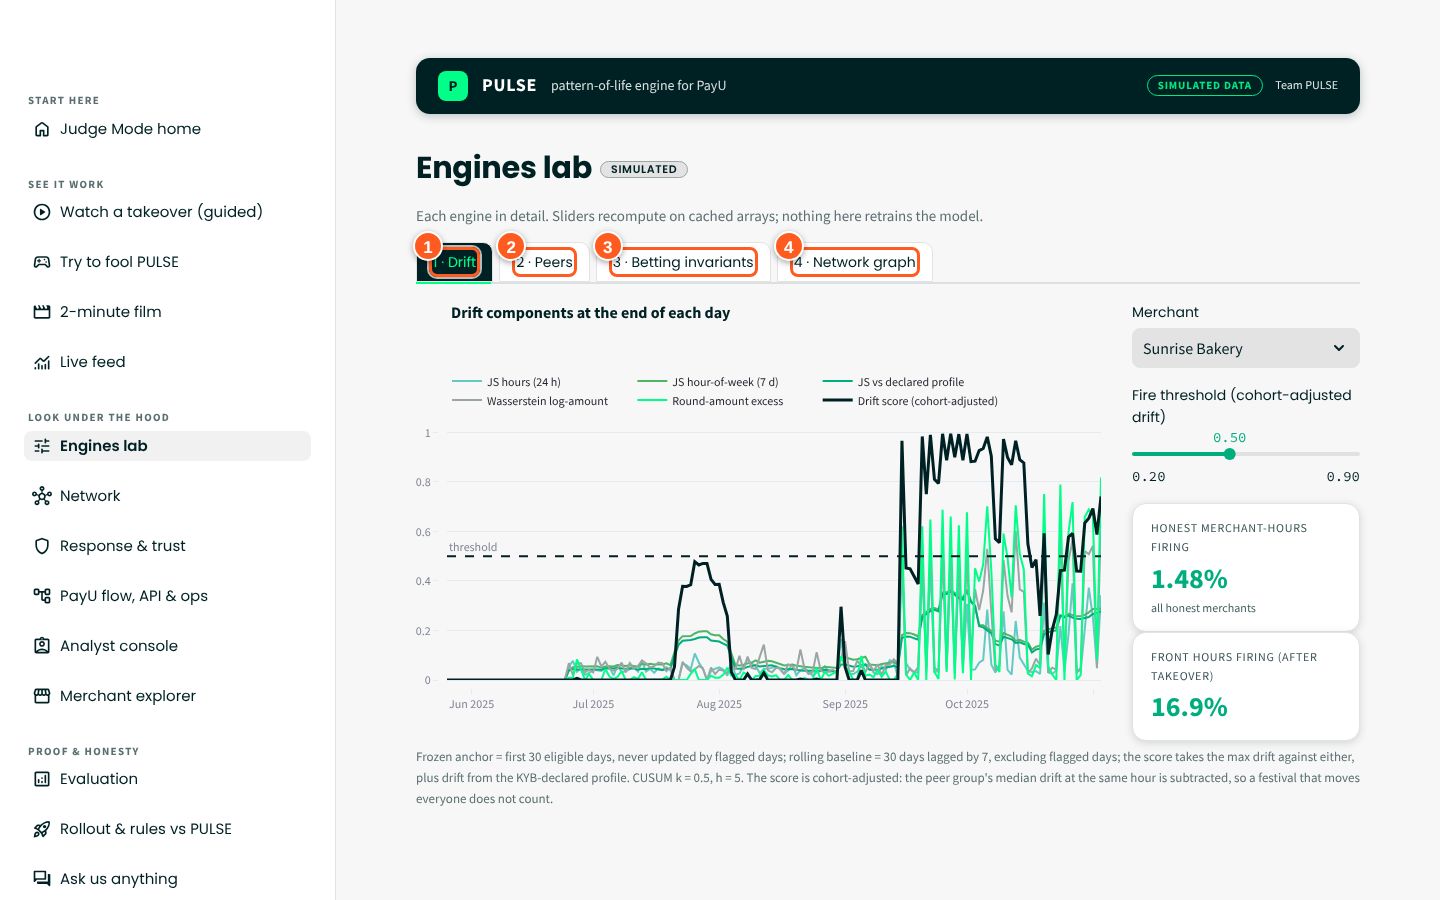 START HERE
Judge Mode home
SEE IT WORK
Watch a takeover (guided)
Try to fool PULSE
2-minute film
Live feed
LOOK UNDER THE HOOD
Engines lab
Network
Response & trust
PayU flow, API & ops
Analyst console
Merchant explorer
PROOF & HONESTY
Evaluation
Rollout & rules vs PULSE
Ask us anything
P PULSE pattern-of-life engine for PayU SIMULATED DATA Team PULSE
Engines lab SIMULATED
Each engine in detail. Sliders recompute on cached arrays; nothing here retrains the model.
1 2 3 4
1 · Drift 2 · Peers 3 · Betting invariants 4 · Network graph
Drift components at the end of each day
JS hours (24 h) JS hour-of-week (7 d) JS vs declared profile
Wasserstein log-amount Round-amount excess Drift score (cohort-adjusted)
1
0.8
0.6
threshold
0.4
0.2
0
Jun 2025 Jul 2025 Aug 2025 Sep 2025 Oct 2025
Merchant
Sunrise Bakery
Fire threshold (cohort-adjusted
drift)
0.50
0.20 0.90
HONEST MERCHANT-HOURS
FIRING
1.48%
all honest merchants
FRONT HOURS FIRING (AFTER
TAKEOVER)
16.9%
Frozen anchor = first 30 eligible days, never updated by flagged days; rolling baseline = 30 days lagged by 7, excluding flagged days; the score takes the max drift against either,
plus drift from the KYB-declared profile. CUSUM k = 0.5, h = 5. The score is cohort-adjusted: the peer group's median drift at the same hour is subtracted, so a festival that moves
everyone does not count.